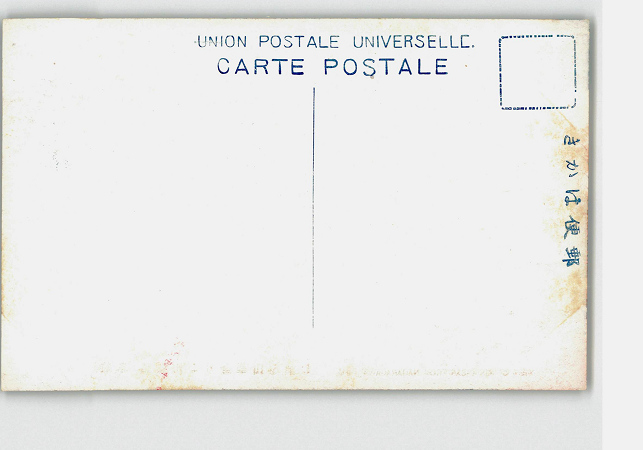 UNION POSTALE UNIVERSELLE.
CARTE POSTALE
きかは便郵